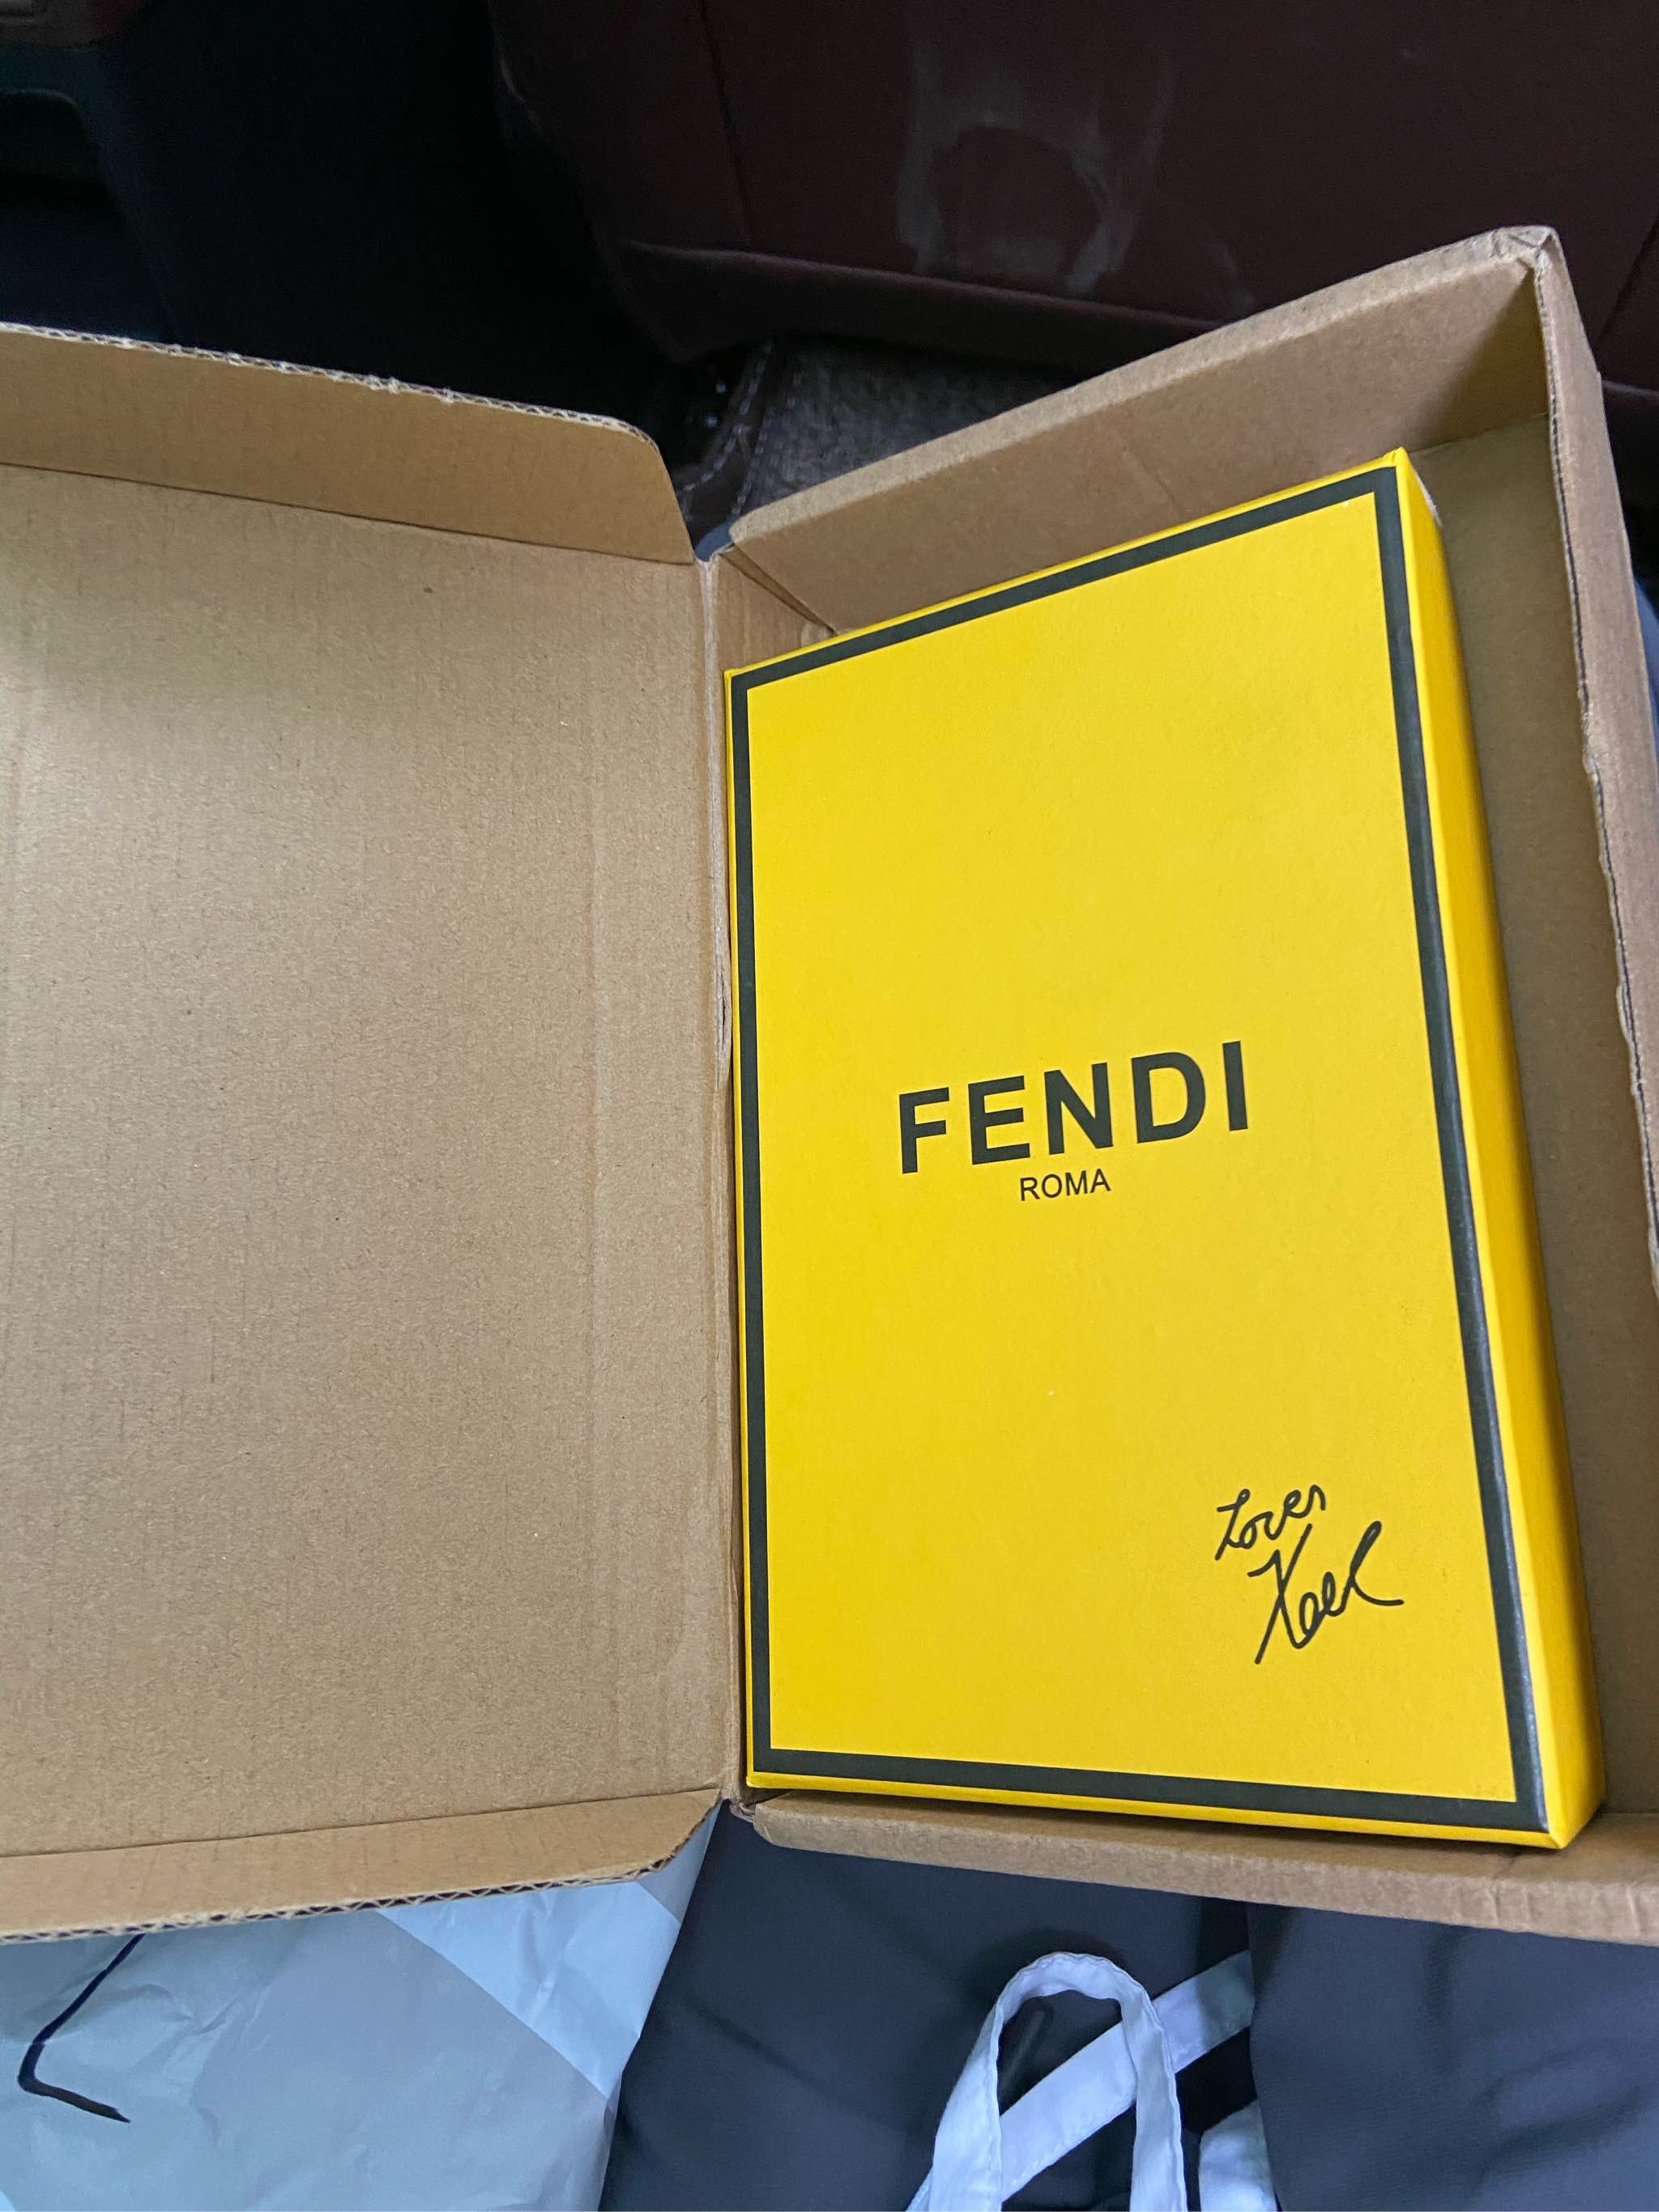 FENDI
ROMA
Loves
Karl